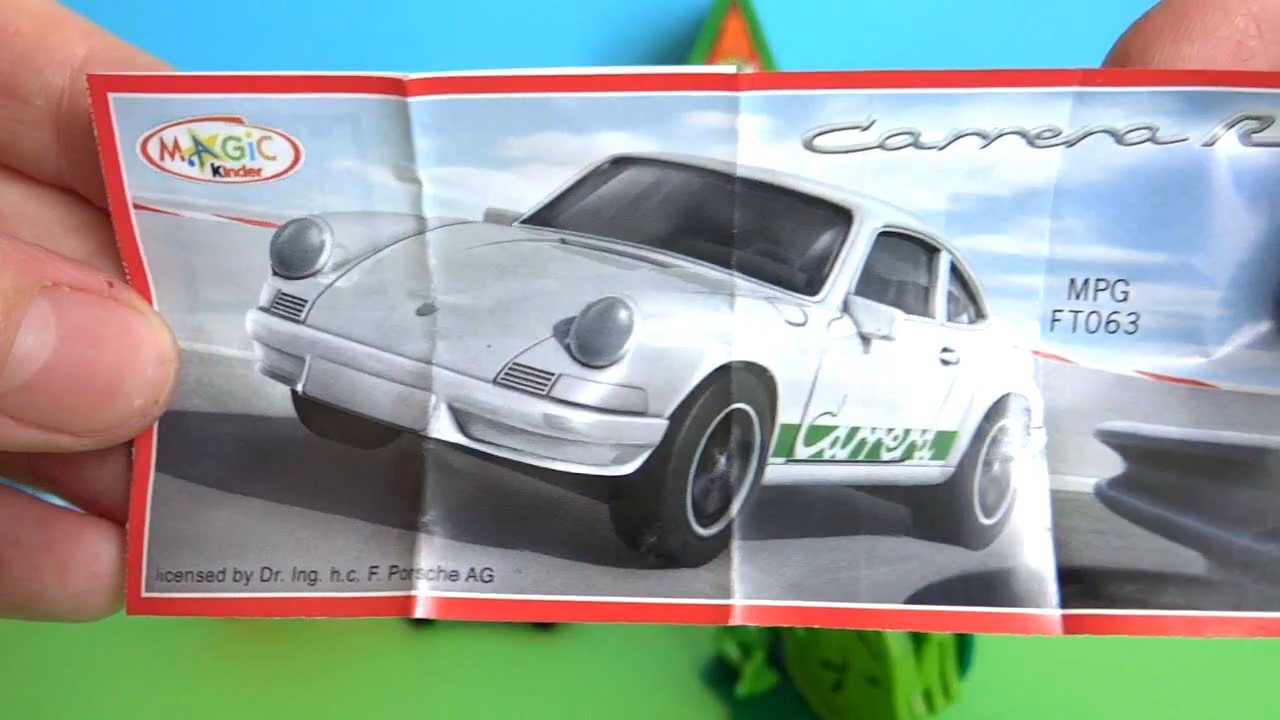 MAGiC
Kinder
Carrera R
MPG
FT063
Carrera
licensed by Dr. Ing. h.c. F. Porsche AG